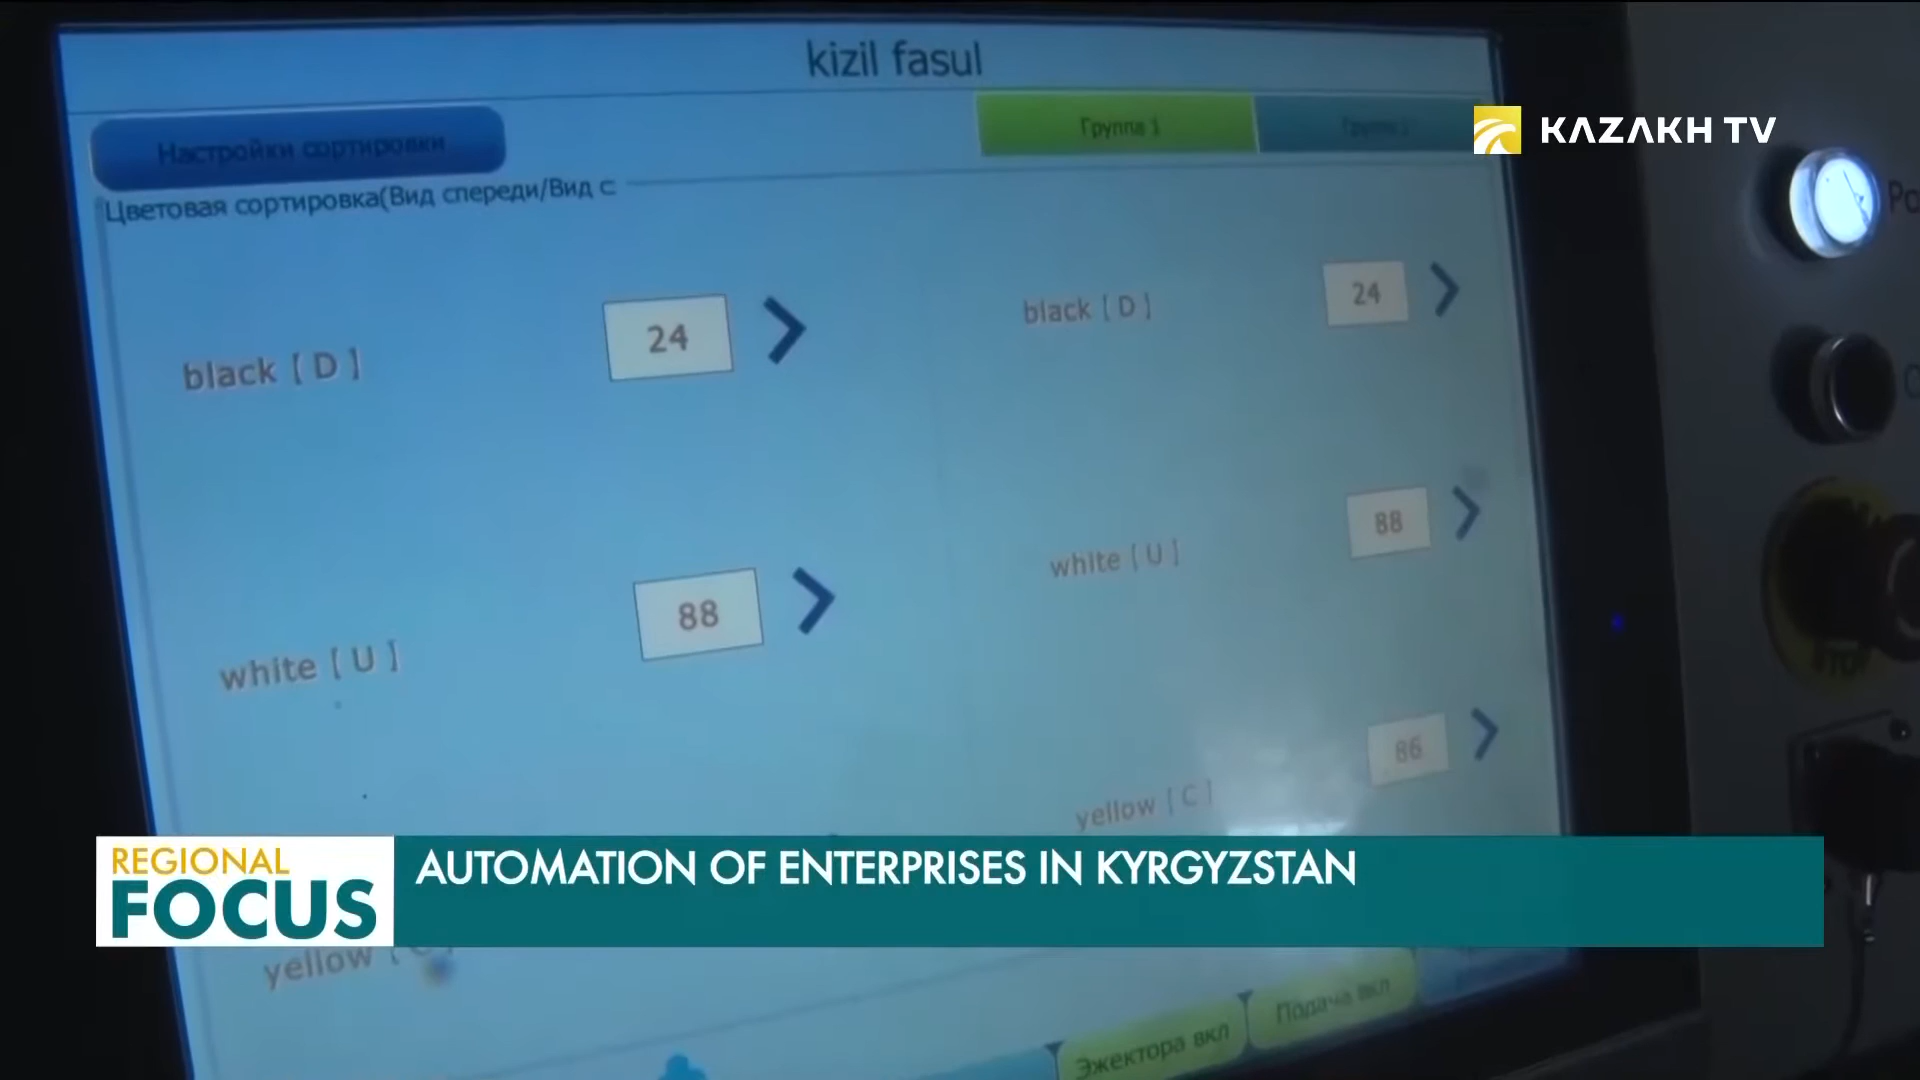 kizil fasul
Настройки сортировки
Группа 1
KAZAKH TV
Цветовая сортировка(Вид спереди/Вид с
black [ D ]
24
black [ D ]
24
white [ U ]
88
white [ U ]
88
yellow [ C ]
86
REGIONAL
FOCUS
AUTOMATION OF ENTERPRISES IN KYRGYZSTAN
yellow [ C ]
Эжектора вкл
Подача вкл
STOP